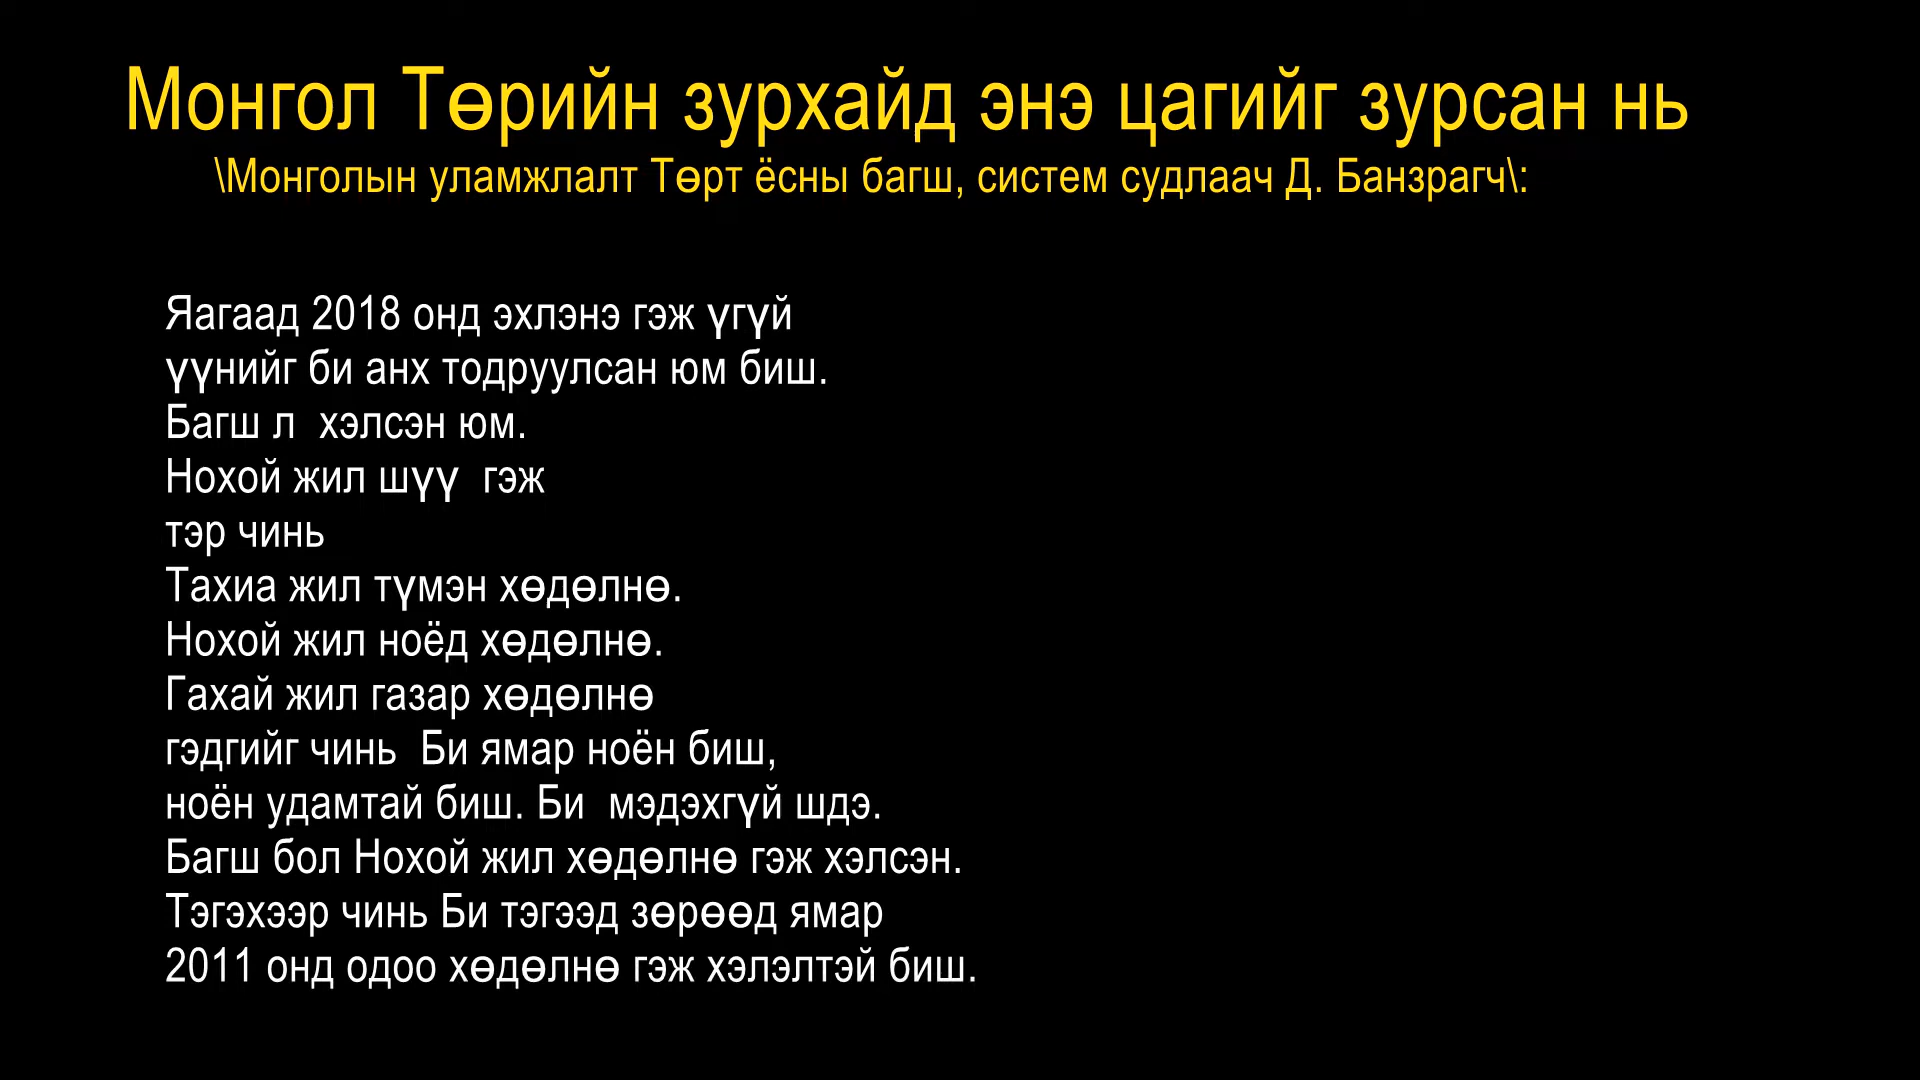 Монгол Төрийн зурхайд энэ цагийг зурсан нь
\Монголын уламжлалт Төрт ёсны багш, систем судлаач Д. Банзрагч\:
Яагаад 2018 онд эхлэнэ гэж үгүй
үүнийг би анх тодруулсан юм биш.
Багш л  хэлсэн юм.
Нохой жил шүү  гэж
тэр чинь
Тахиа жил түмэн хөдөлнө.
Нохой жил ноёд хөдөлнө.
Гахай жил газар хөдөлнө
гэдгийг чинь  Би ямар ноён биш,
ноён удамтай биш. Би  мэдэхгүй шдэ.
Багш бол Нохой жил хөдөлнө гэж хэлсэн.
Тэгэхээр чинь Би тэгээд зөрөөд ямар
2011 онд одоо хөдөлнө гэж хэлэлтэй биш.